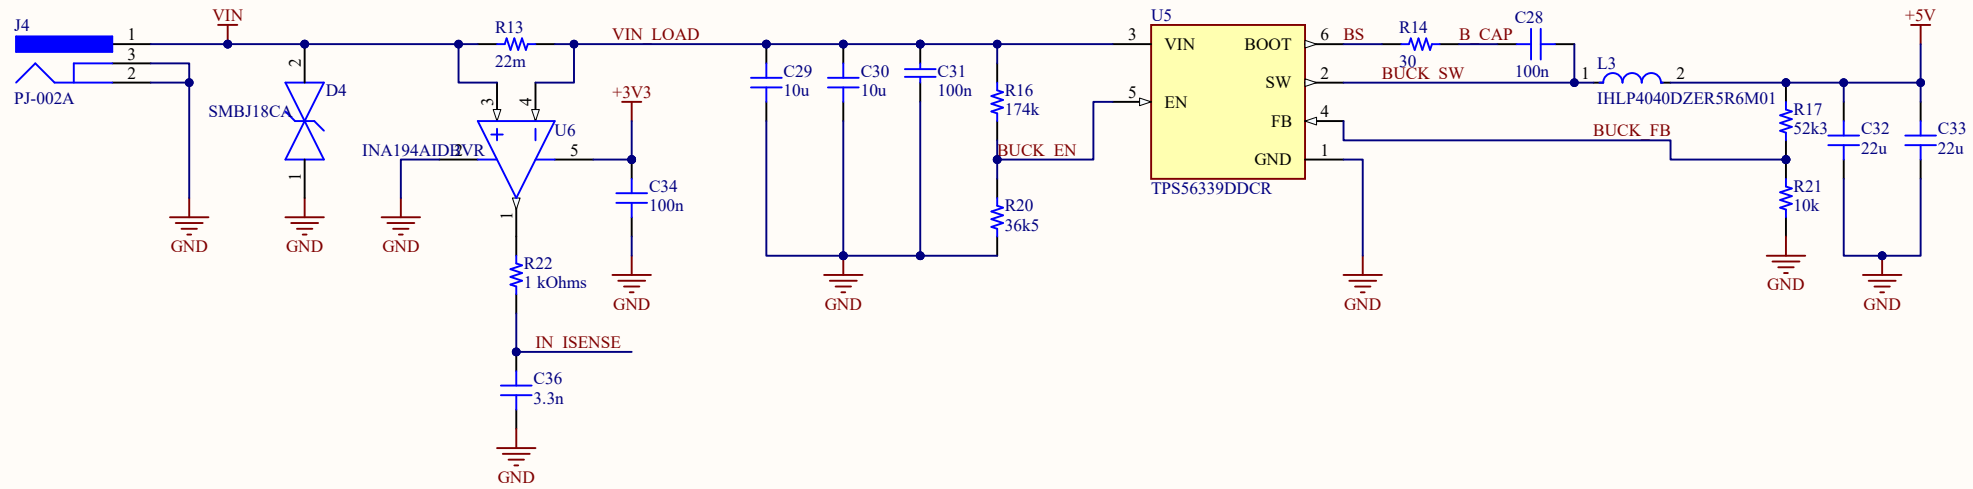 J4
1
3
2
PJ-002A
GND
VIN
2
D4
SMBJ18CA
1
GND
R13
22m
3
4
U6
INA194AIDBVR
2
5
1
GND
+3V3
C34
100n
GND
R22
1 kOhms
IN_ISENSE
C36
3.3n
GND
VIN_LOAD
C29
10u
C30
10u
C31
100n
GND
R16
174k
BUCK_EN
R20
36k5
U5
3
VIN
5
EN
BOOT
6
SW
2
FB
4
GND
1
TPS56339DDCR
GND
BS
R14
30
B_CAP
C28
100n
BUCK_SW
1
L3
2
IHLP4040DZER5R6M01
BUCK_FB
R17
52k3
R21
10k
GND
+5V
C32
22u
C33
22u
GND